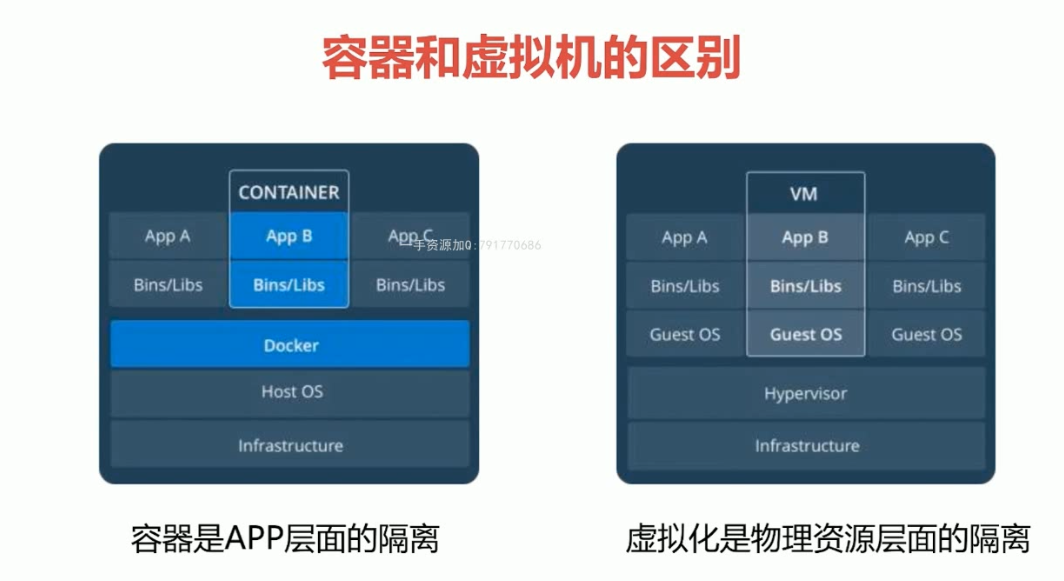 容器和虚拟机的区别
CONTAINER
App A
App B
App C
一手资源加Q:791770686
Bins/Libs
Bins/Libs
Bins/Libs
Docker
Host OS
Infrastructure
容器是APP层面的隔离
VM
App A
App B
App C
Bins/Libs
Bins/Libs
Bins/Libs
Guest OS
Guest OS
Guest OS
Hypervisor
Infrastructure
虚拟化是物理资源层面的隔离